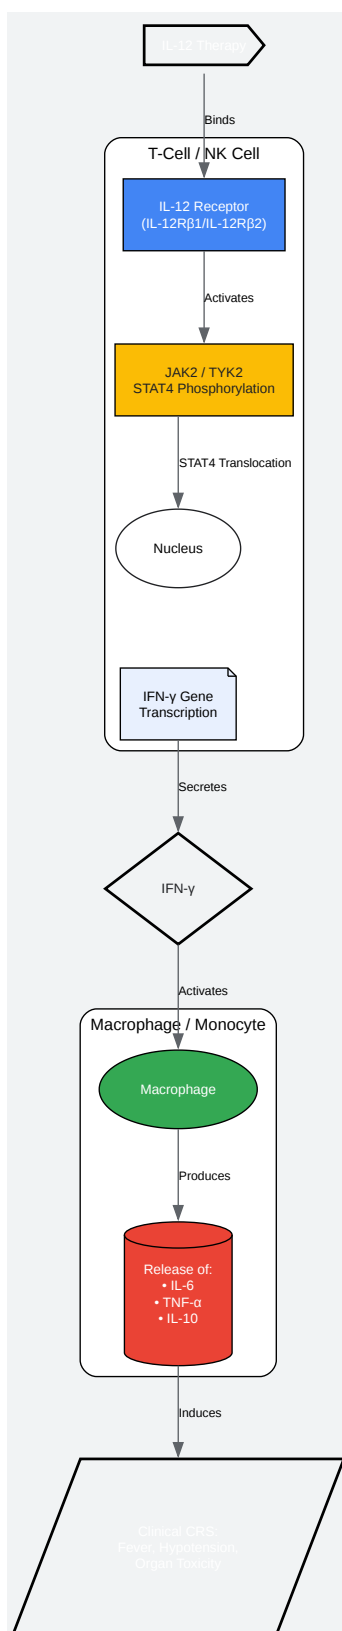 IL-12 Therapy
Binds
T-Cell / NK Cell
IL-12 Receptor
(IL-12Rβ1/IL-12Rβ2)
Activates
JAK2 / TYK2
STAT4 Phosphorylation
STAT4 Translocation
Nucleus
IFN-γ Gene
Transcription
Secretes
IFN-γ
Activates
Macrophage / Monocyte
Macrophage
Produces
Release of:
• IL-6
• TNF-α
• IL-10
Induces
Clinical CRS:
Fever, Hypotension,
Organ Toxicity